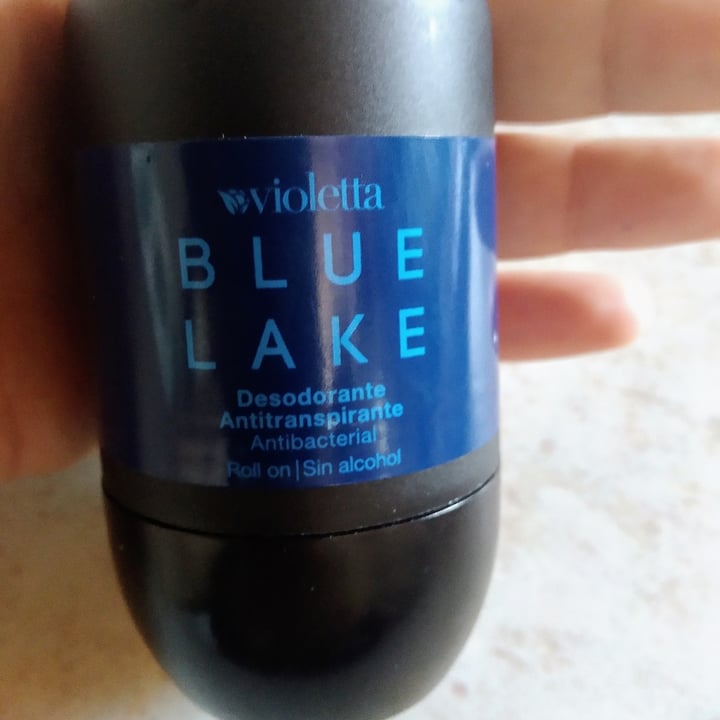 violetta
BLUE
LAKE
Desodorante
Antitranspirante
Antibacterial
Roll on | Sin alcohol